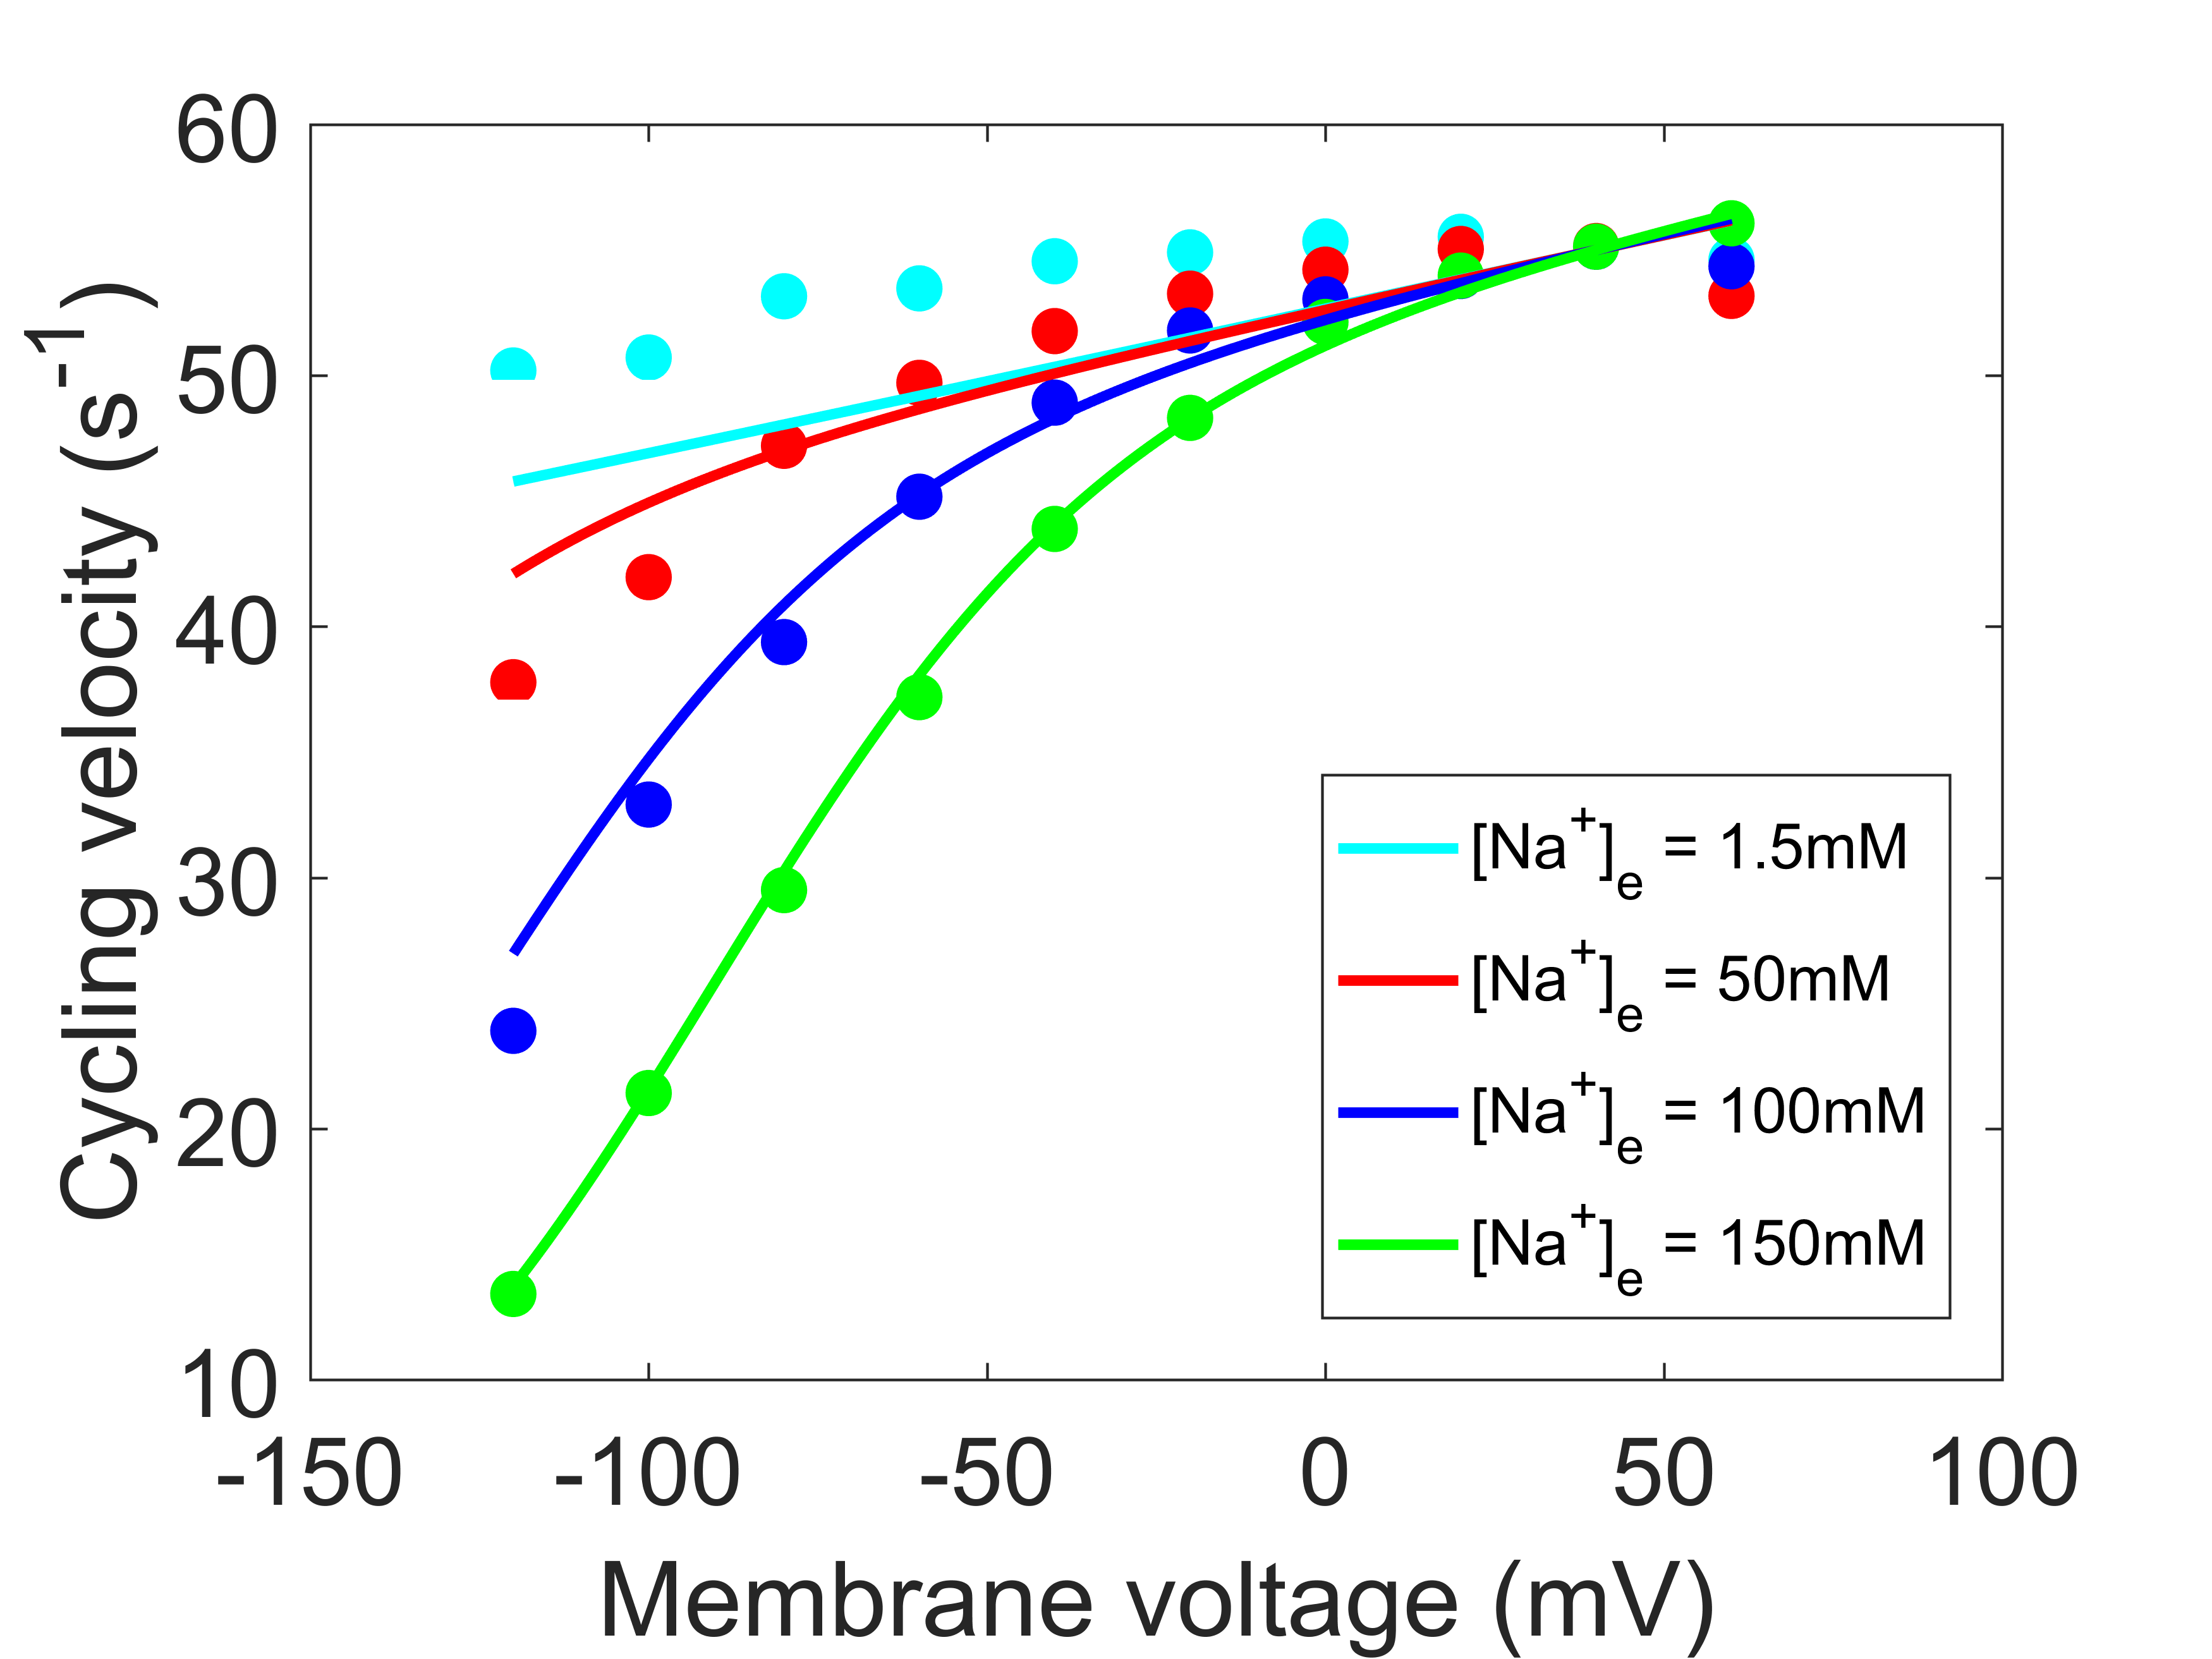 Cycling velocity (s⁻¹)
60
50
40
30
20
10
-150 -100 -50 0 50 100
Membrane voltage (mV)
[Na⁺]ₑ = 1.5mM
[Na⁺]ₑ = 50mM
[Na⁺]ₑ = 100mM
[Na⁺]ₑ = 150mM